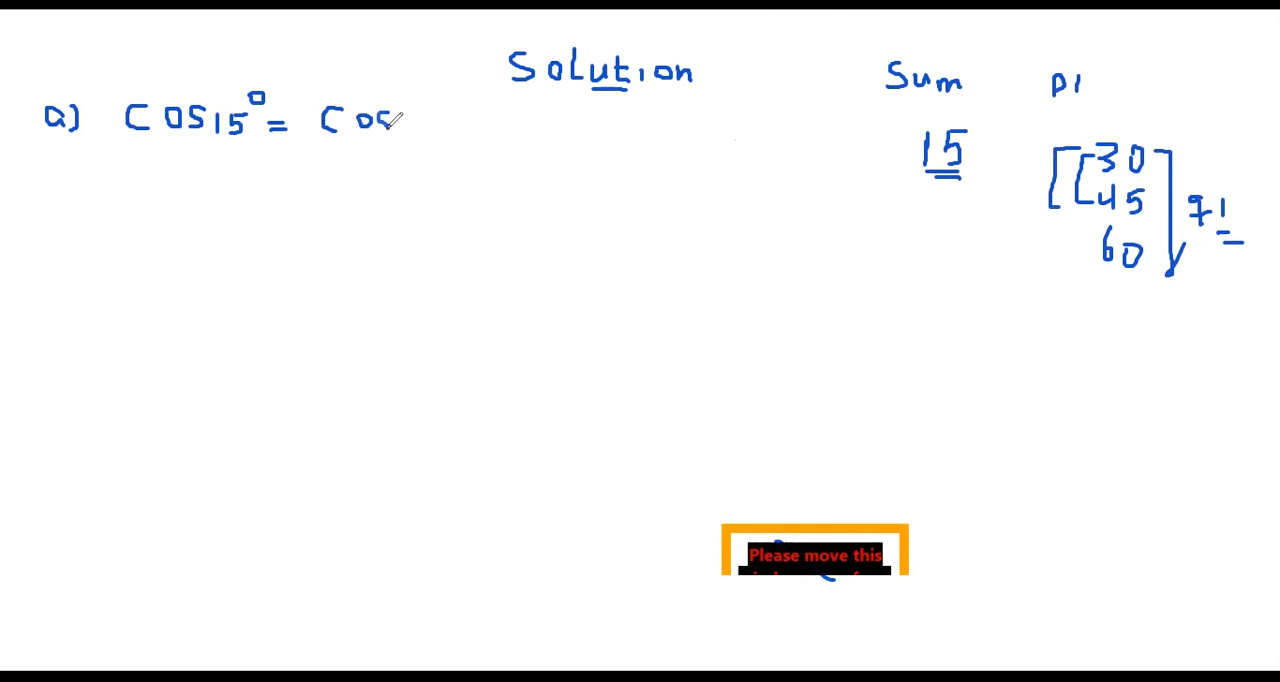 Solution
a) Cos15° = Cos
Sum
15
30
45
60
Please move this